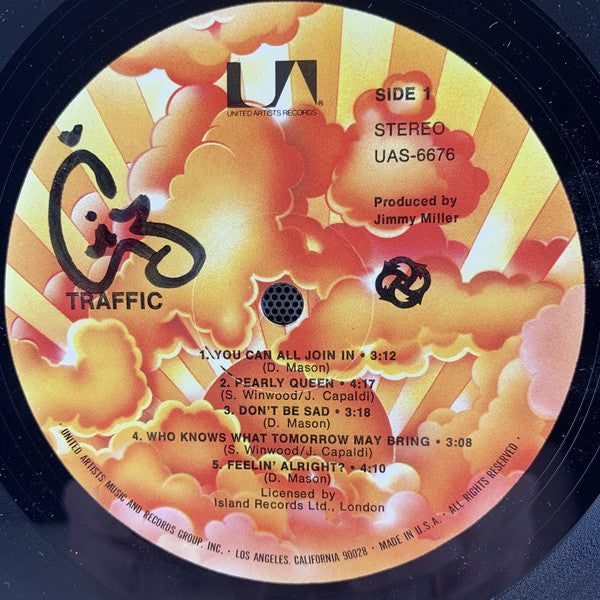 UA
UNITED ARTISTS RECORDS®
SIDE 1
STEREO
UAS-6676
Produced by
Jimmy Miller
TRAFFIC
1. YOU CAN ALL JOIN IN • 3:12
(D. Mason)
2. PEARLY QUEEN • 4:17
(S. Winwood/J. Capaldi)
3. DON'T BE SAD • 3:18
(D. Mason)
4. WHO KNOWS WHAT TOMORROW MAY BRING • 3:08
(S. Winwood/J. Capaldi)
5. FEELIN' ALRIGHT? • 4:10
(D. Mason)
Licensed by
Island Records Ltd., London
• UNITED ARTISTS MUSIC AND RECORDS GROUP, INC. • LOS ANGELES, CALIFORNIA 90028 • MADE IN U.S.A. • ALL RIGHTS RESERVED •